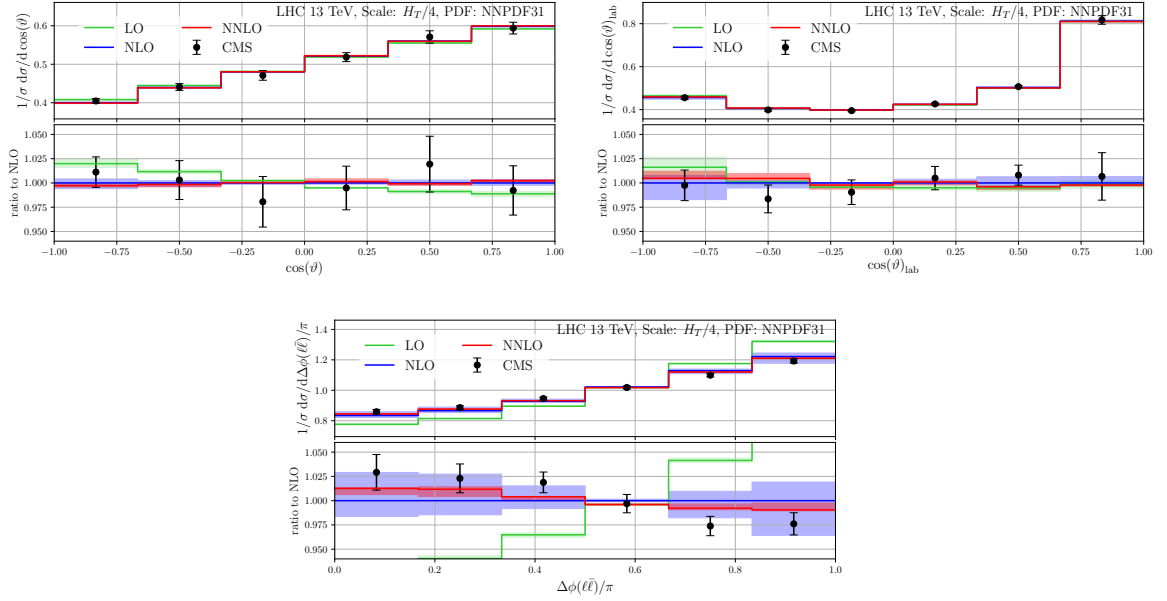 LHC 13 TeV, Scale: H_T/4, PDF: NNPDF31
LO
NLO
NNLO
CMS
1/σ dσ/d cos(ϑ)
0.6
0.5
0.4
ratio to NLO
1.050
1.025
1.000
0.975
0.950
−1.00 −0.75 −0.50 −0.25 0.00 0.25 0.50 0.75 1.00
cos(ϑ)
LHC 13 TeV, Scale: H_T/4, PDF: NNPDF31
LO
NLO
NNLO
CMS
1/σ dσ/d cos(ϑ)_lab
0.8
0.6
0.4
ratio to NLO
1.050
1.025
1.000
0.975
0.950
−1.00 −0.75 −0.50 −0.25 0.00 0.25 0.50 0.75 1.00
cos(ϑ)_lab
LHC 13 TeV, Scale: H_T/4, PDF: NNPDF31
LO
NLO
NNLO
CMS
1/σ dσ/dΔϕ(ℓℓ̄)/π
1.4
1.2
1.0
0.8
ratio to NLO
1.050
1.025
1.000
0.975
0.950
0.0 0.2 0.4 0.6 0.8 1.0
Δϕ(ℓℓ̄)/π